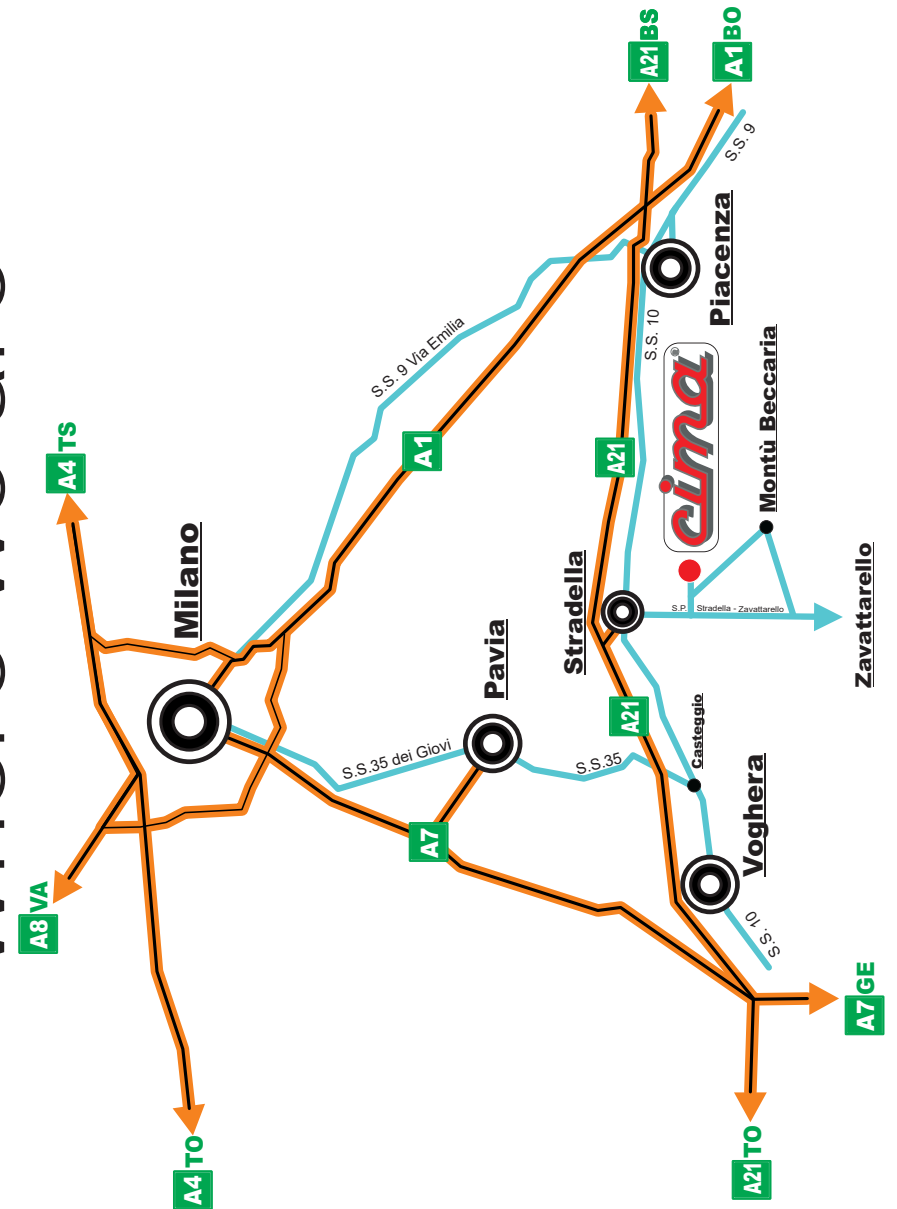 A8 VA
A4 TS
Milano
A4 TO
S.S.35 dei Giovi
S.S. 9 Via Emilia
A1
A7
Pavia
Stradella
S.S.35
A21
A21
A21 BS
S.S. 10
cima®
Casteggio
S.P. Stradella - Zavattarello
Piacenza
A1 BO
S.S. 9
A21 TO
Voghera
S.S. 10
Montù Beccaria
A7 GE
Zavattarello